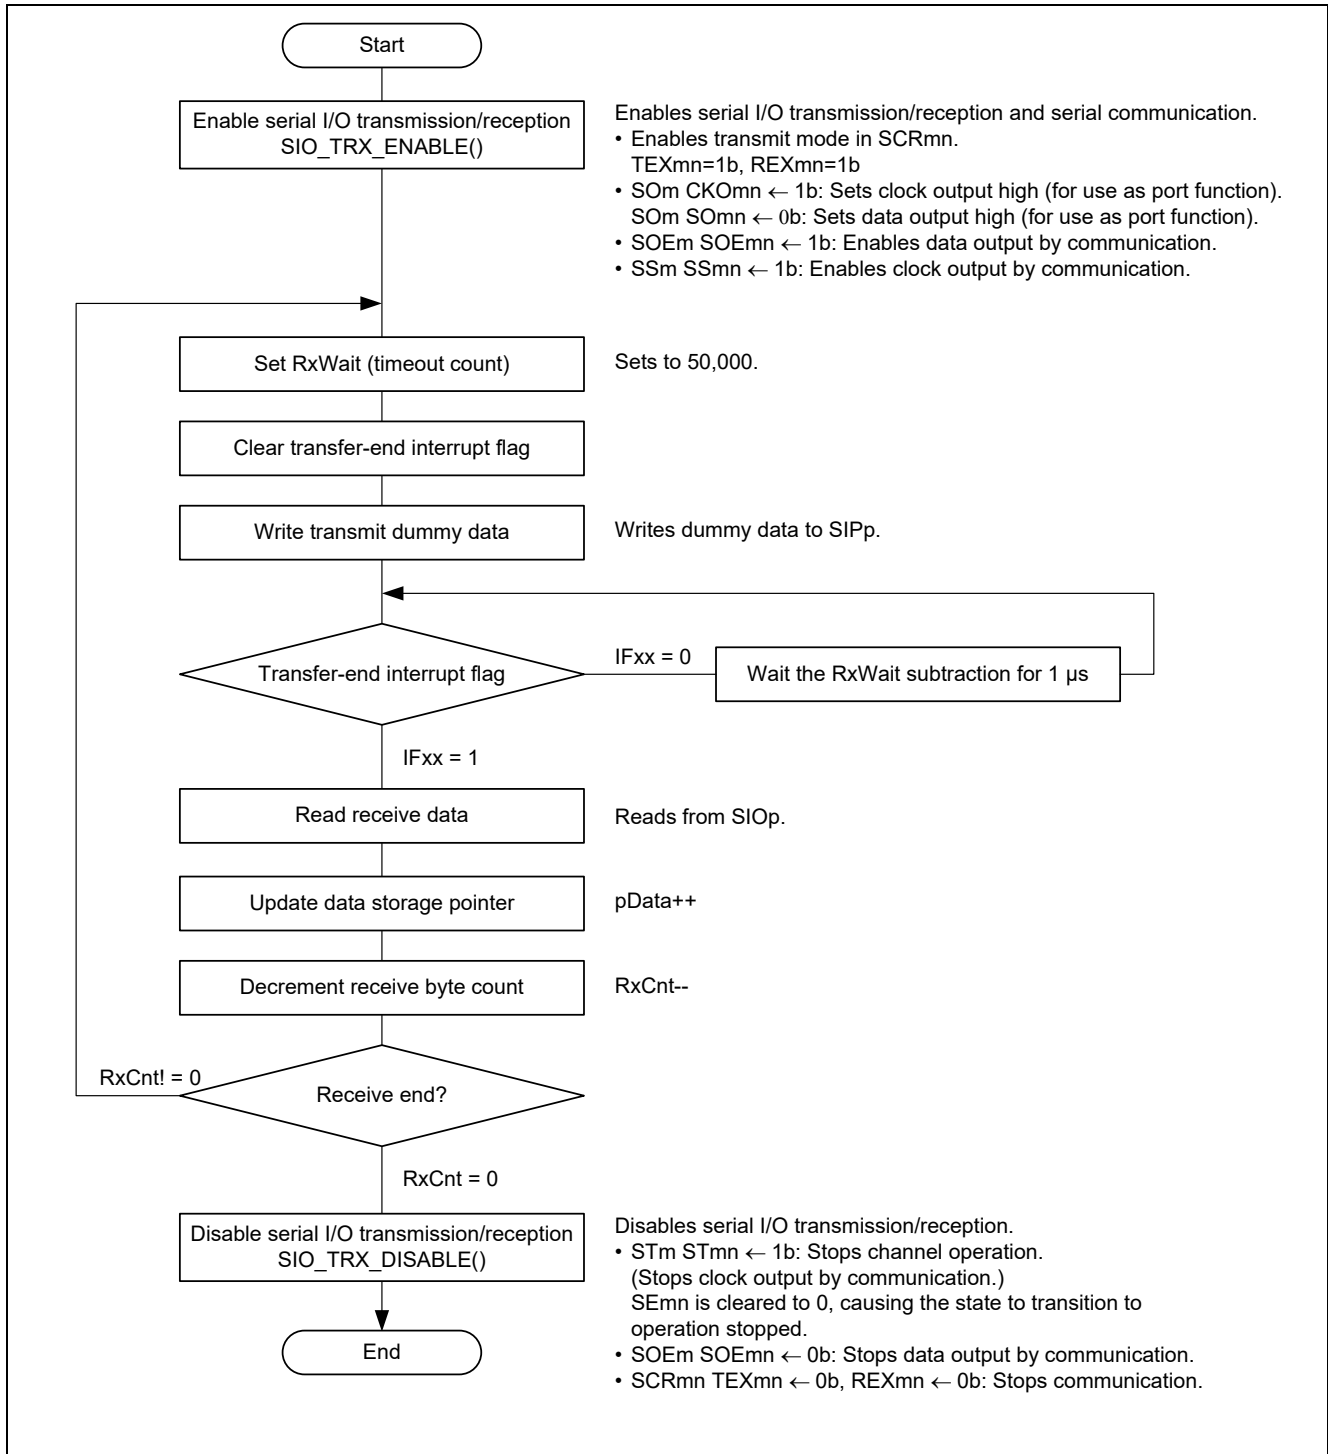 Start
Enable serial I/O transmission/reception
SIO_TRX_ENABLE()
Enables serial I/O transmission/reception and serial communication.
• Enables transmit mode in SCRmn.
TEXmn=1b, REXmn=1b
• SOm CKOmn ← 1b: Sets clock output high (for use as port function).
SOm SOmn ← 0b: Sets data output high (for use as port function).
• SOEm SOEmn ← 1b: Enables data output by communication.
• SSm SSmn ← 1b: Enables clock output by communication.
Set RxWait (timeout count)
Sets to 50,000.
Clear transfer-end interrupt flag
Write transmit dummy data
Writes dummy data to SIPp.
Transfer-end interrupt flag
IFxx = 0
Wait the RxWait subtraction for 1 μs
IFxx = 1
Read receive data
Reads from SIOp.
Update data storage pointer
pData++
Decrement receive byte count
RxCnt--
RxCnt! = 0
Receive end?
RxCnt = 0
Disable serial I/O transmission/reception
SIO_TRX_DISABLE()
Disables serial I/O transmission/reception.
• STm STmn ← 1b: Stops channel operation.
(Stops clock output by communication.)
SEmn is cleared to 0, causing the state to transition to
operation stopped.
• SOEm SOEmn ← 0b: Stops data output by communication.
• SCRmn TEXmn ← 0b, REXmn ← 0b: Stops communication.
End